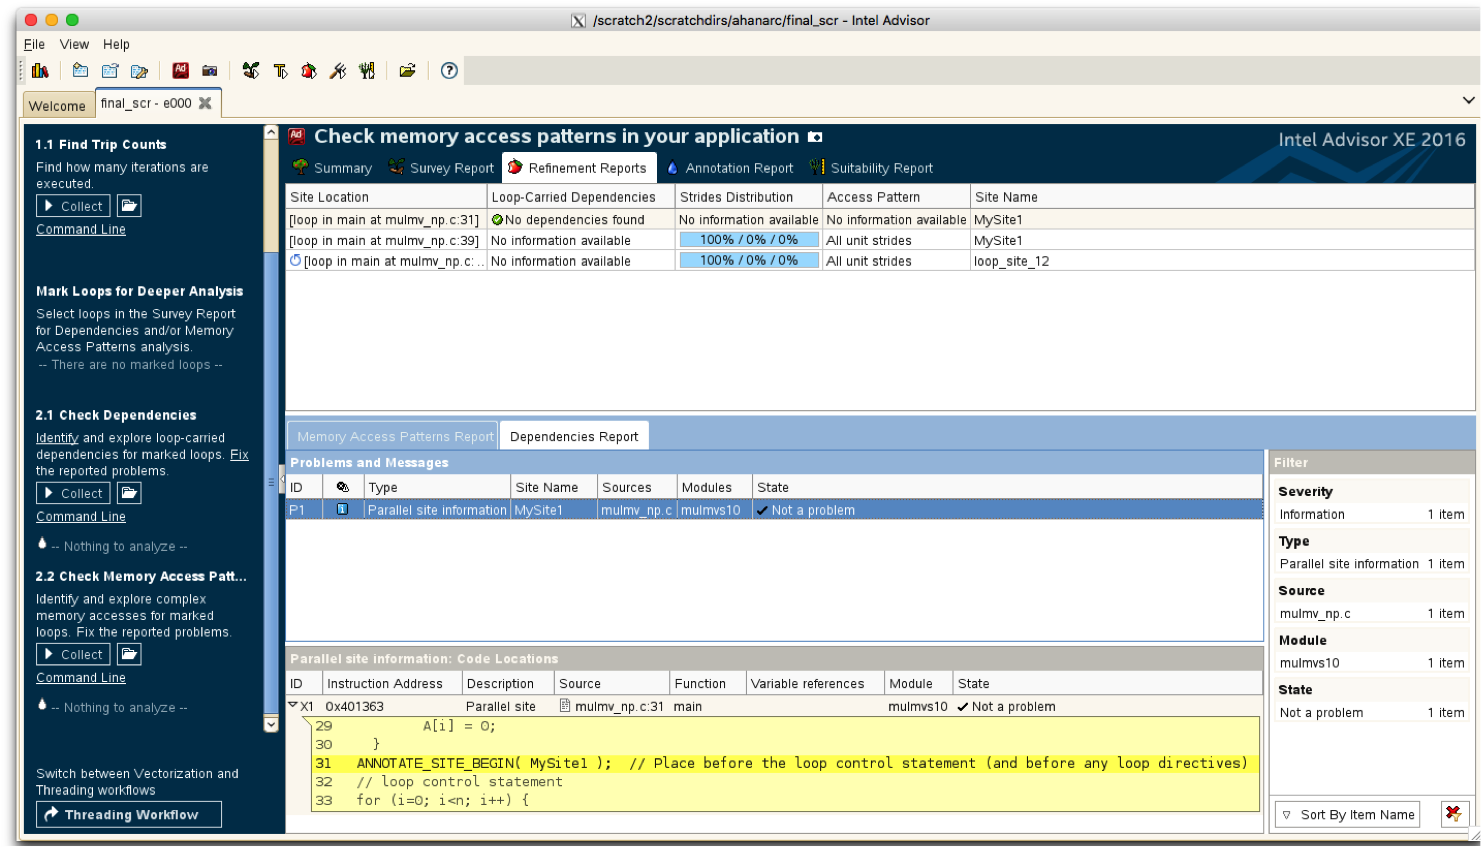 /scratch2/scratchdirs/ahanarc/final_scr - Intel Advisor
File View Help
Welcome
final_scr - e000
1.1 Find Trip Counts
Find how many iterations are
executed.
Collect
Command Line
Mark Loops for Deeper Analysis
Select loops in the Survey Report
for Dependencies and/or Memory
Access Patterns analysis.
-- There are no marked loops --
2.1 Check Dependencies
Identify and explore loop-carried
dependencies for marked loops. Fix
the reported problems.
Collect
Command Line
-- Nothing to analyze --
2.2 Check Memory Access Patt...
Identify and explore complex
memory accesses for marked
loops. Fix the reported problems.
Collect
Command Line
-- Nothing to analyze --
Switch between Vectorization and
Threading workflows
Threading Workflow
Check memory access patterns in your application
Intel Advisor XE 2016
Summary Survey Report Refinement Reports Annotation Report Suitability Report
Site Location Loop-Carried Dependencies Strides Distribution Access Pattern Site Name
[loop in main at mulmv_np.c:31] No dependencies found No information available No information available MySite1
[loop in main at mulmv_np.c:39] No information available 100% / 0% / 0% All unit strides MySite1
[loop in main at mulmv_np.c: .. No information available 100% / 0% / 0% All unit strides loop_site_12
Memory Access Patterns Report Dependencies Report
Problems and Messages
ID Type Site Name Sources Modules State
P1 Parallel site information MySite1 mulmv_np.c mulmvs10 Not a problem
Parallel site information: Code Locations
ID Instruction Address Description Source Function Variable references Module State
X1 0x401363 Parallel site mulmv_np.c:31 main mulmvs10 Not a problem
29 A[i] = 0;
30 }
31 ANNOTATE_SITE_BEGIN( MySite1 ); // Place before the loop control statement (and before any loop directives)
32 // loop control statement
33 for (i=0; i<n; i++) {
Filter
Severity
Information 1 item
Type
Parallel site information 1 item
Source
mulmv_np.c 1 item
Module
mulmvs10 1 item
State
Not a problem 1 item
Sort By Item Name